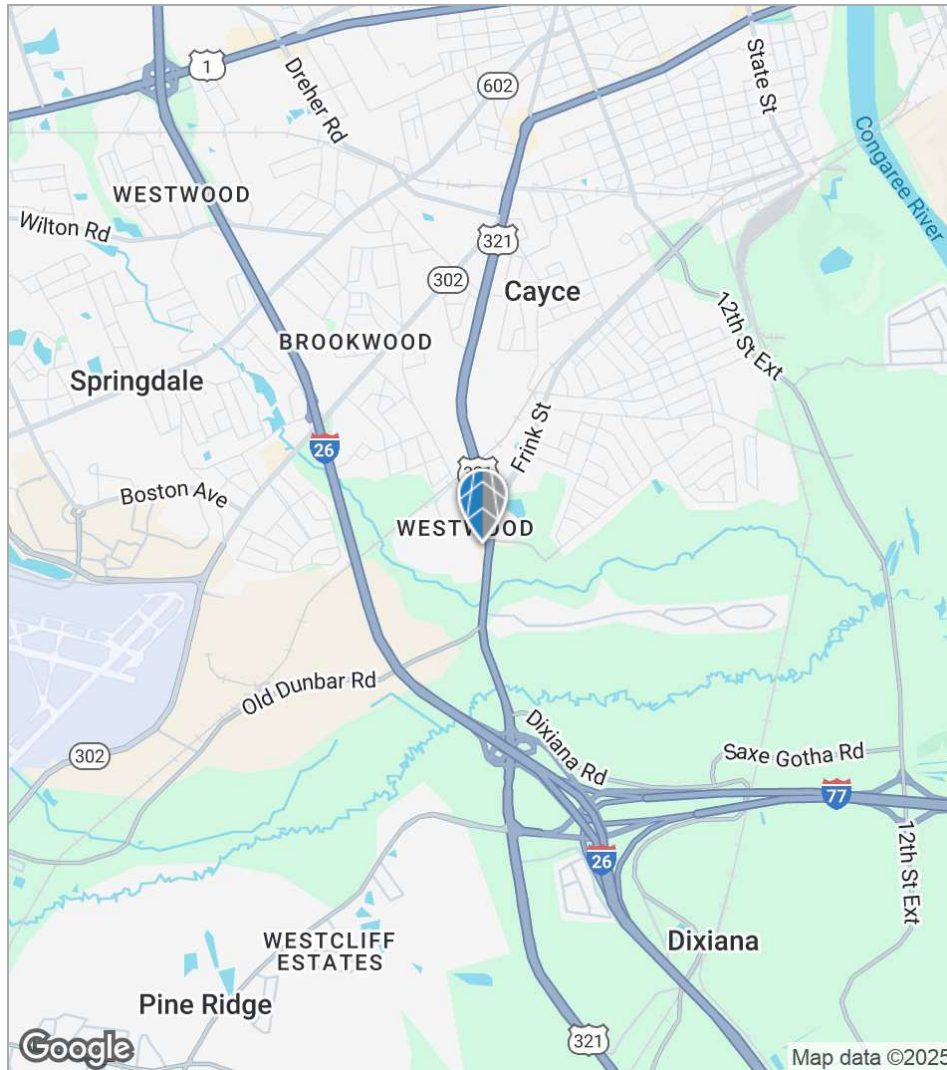 1
Dreher Rd
602
State St
Congaree River
WESTWOOD
Wilton Rd
321
302
Cayce
12th St Ext
BROOKWOOD
Springdale
26
Frink St
Boston Ave
WESTWOOD
Old Dunbar Rd
Dixiana Rd
302
Saxe Gotha Rd
77
26
12th St Ext
WESTCLIFF
ESTATES
Dixiana
Pine Ridge
321
Google
Map data ©2025